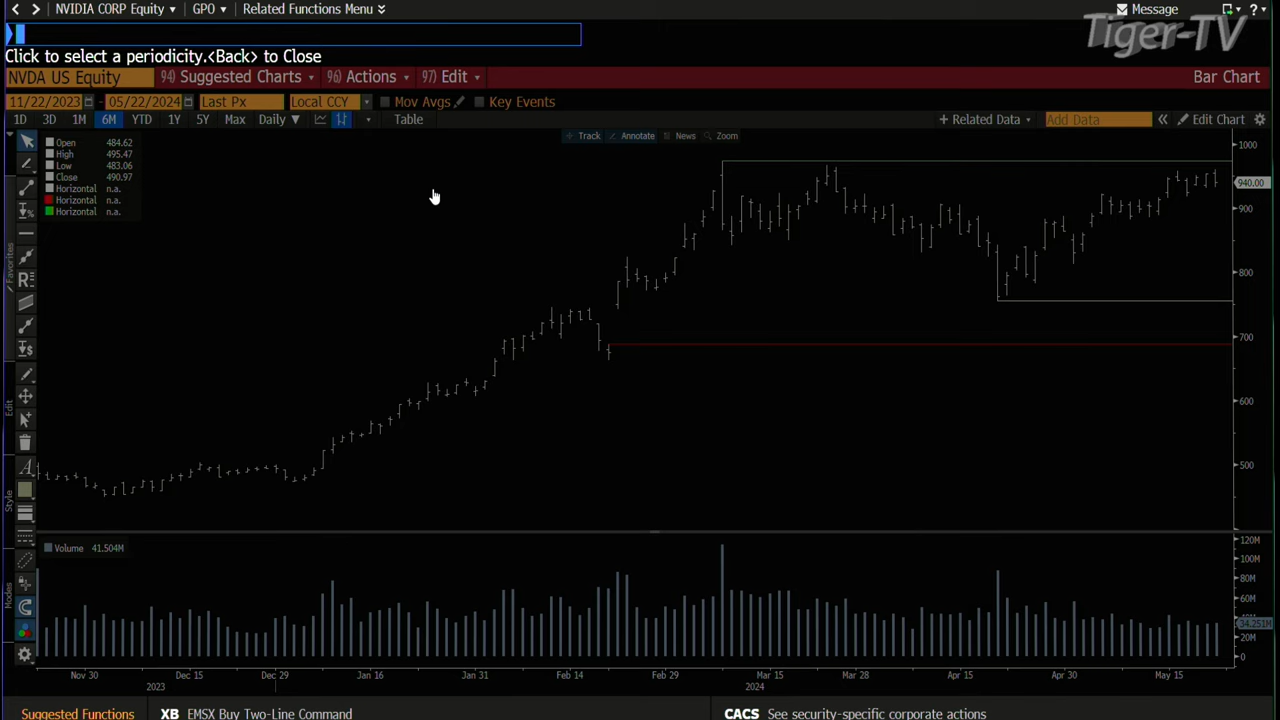 NVIDIA CORP Equity GPO Related Functions Menu Message ?
Tiger-TV
Click to select a periodicity.<Back> to Close
NVDA US Equity 94) Suggested Charts 96) Actions 97) Edit Bar Chart
11/22/2023 - 05/22/2024 Last Px Local CCY Mov Avgs Key Events
1D 3D 1M 6M YTD 1Y 5Y Max Daily Table + Related Data Add Data Edit Chart
Track Annotate News Zoom
Open 484.62
High 495.47
Low 483.06
Close 490.97
Horizontal n.a.
Horizontal n.a.
Horizontal n.a.
1000
940.00
900
800
700
600
500
Favorites
Edit
Style
Modes
Volume 41.504M
120M
100M
80M
60M
34.251M
20M
0
Nov 30 Dec 15 Dec 29 Jan 16 Jan 31 Feb 14 Feb 29 Mar 15 Mar 28 Apr 15 Apr 30 May 15
2023 2024
Suggested Functions XB EMSX Buy Two-Line Command CACS See security-specific corporate actions